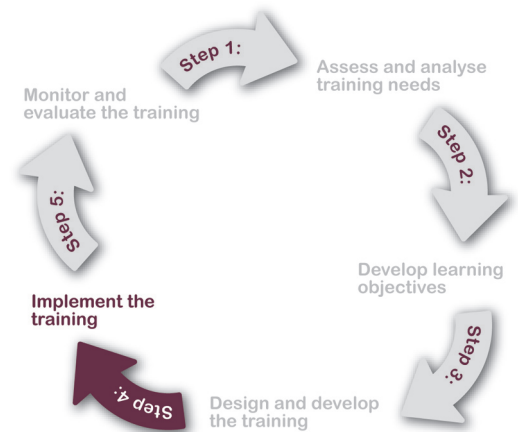 Step 1:
Assess and analyse
training needs
Step 2:
Develop learning
objectives
Step 3:
Design and develop
the training
Step 4:
Implement the
training
Step 5:
Monitor and
evaluate the training